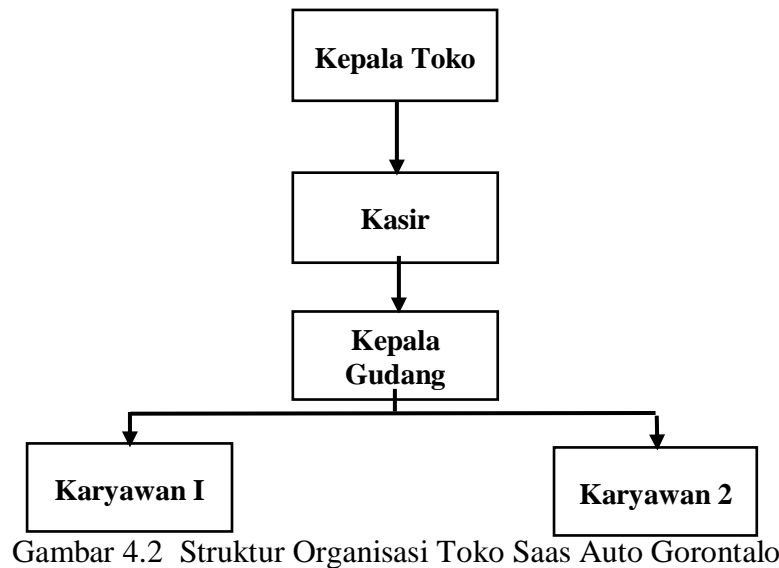 Kepala Toko
Kasir
Kepala
Gudang
Karyawan I
Karyawan 2
Gambar 4.2 Struktur Organisasi Toko Saas Auto Gorontalo